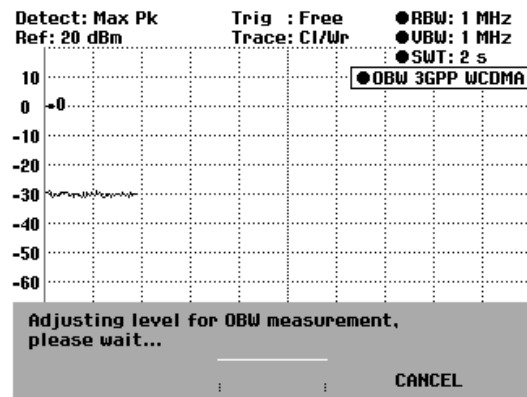 Detect: Max Pk Trig : Free ●RBW: 1 MHz
Ref: 20 dBm Trace: Cl/Wr ●VBW: 1 MHz
●SWT: 2 s
●OBW 3GPP WCDMA
10
0 0
-10
-20
-30
-40
-50
-60
Adjusting level for OBW measurement,
please wait...
CANCEL